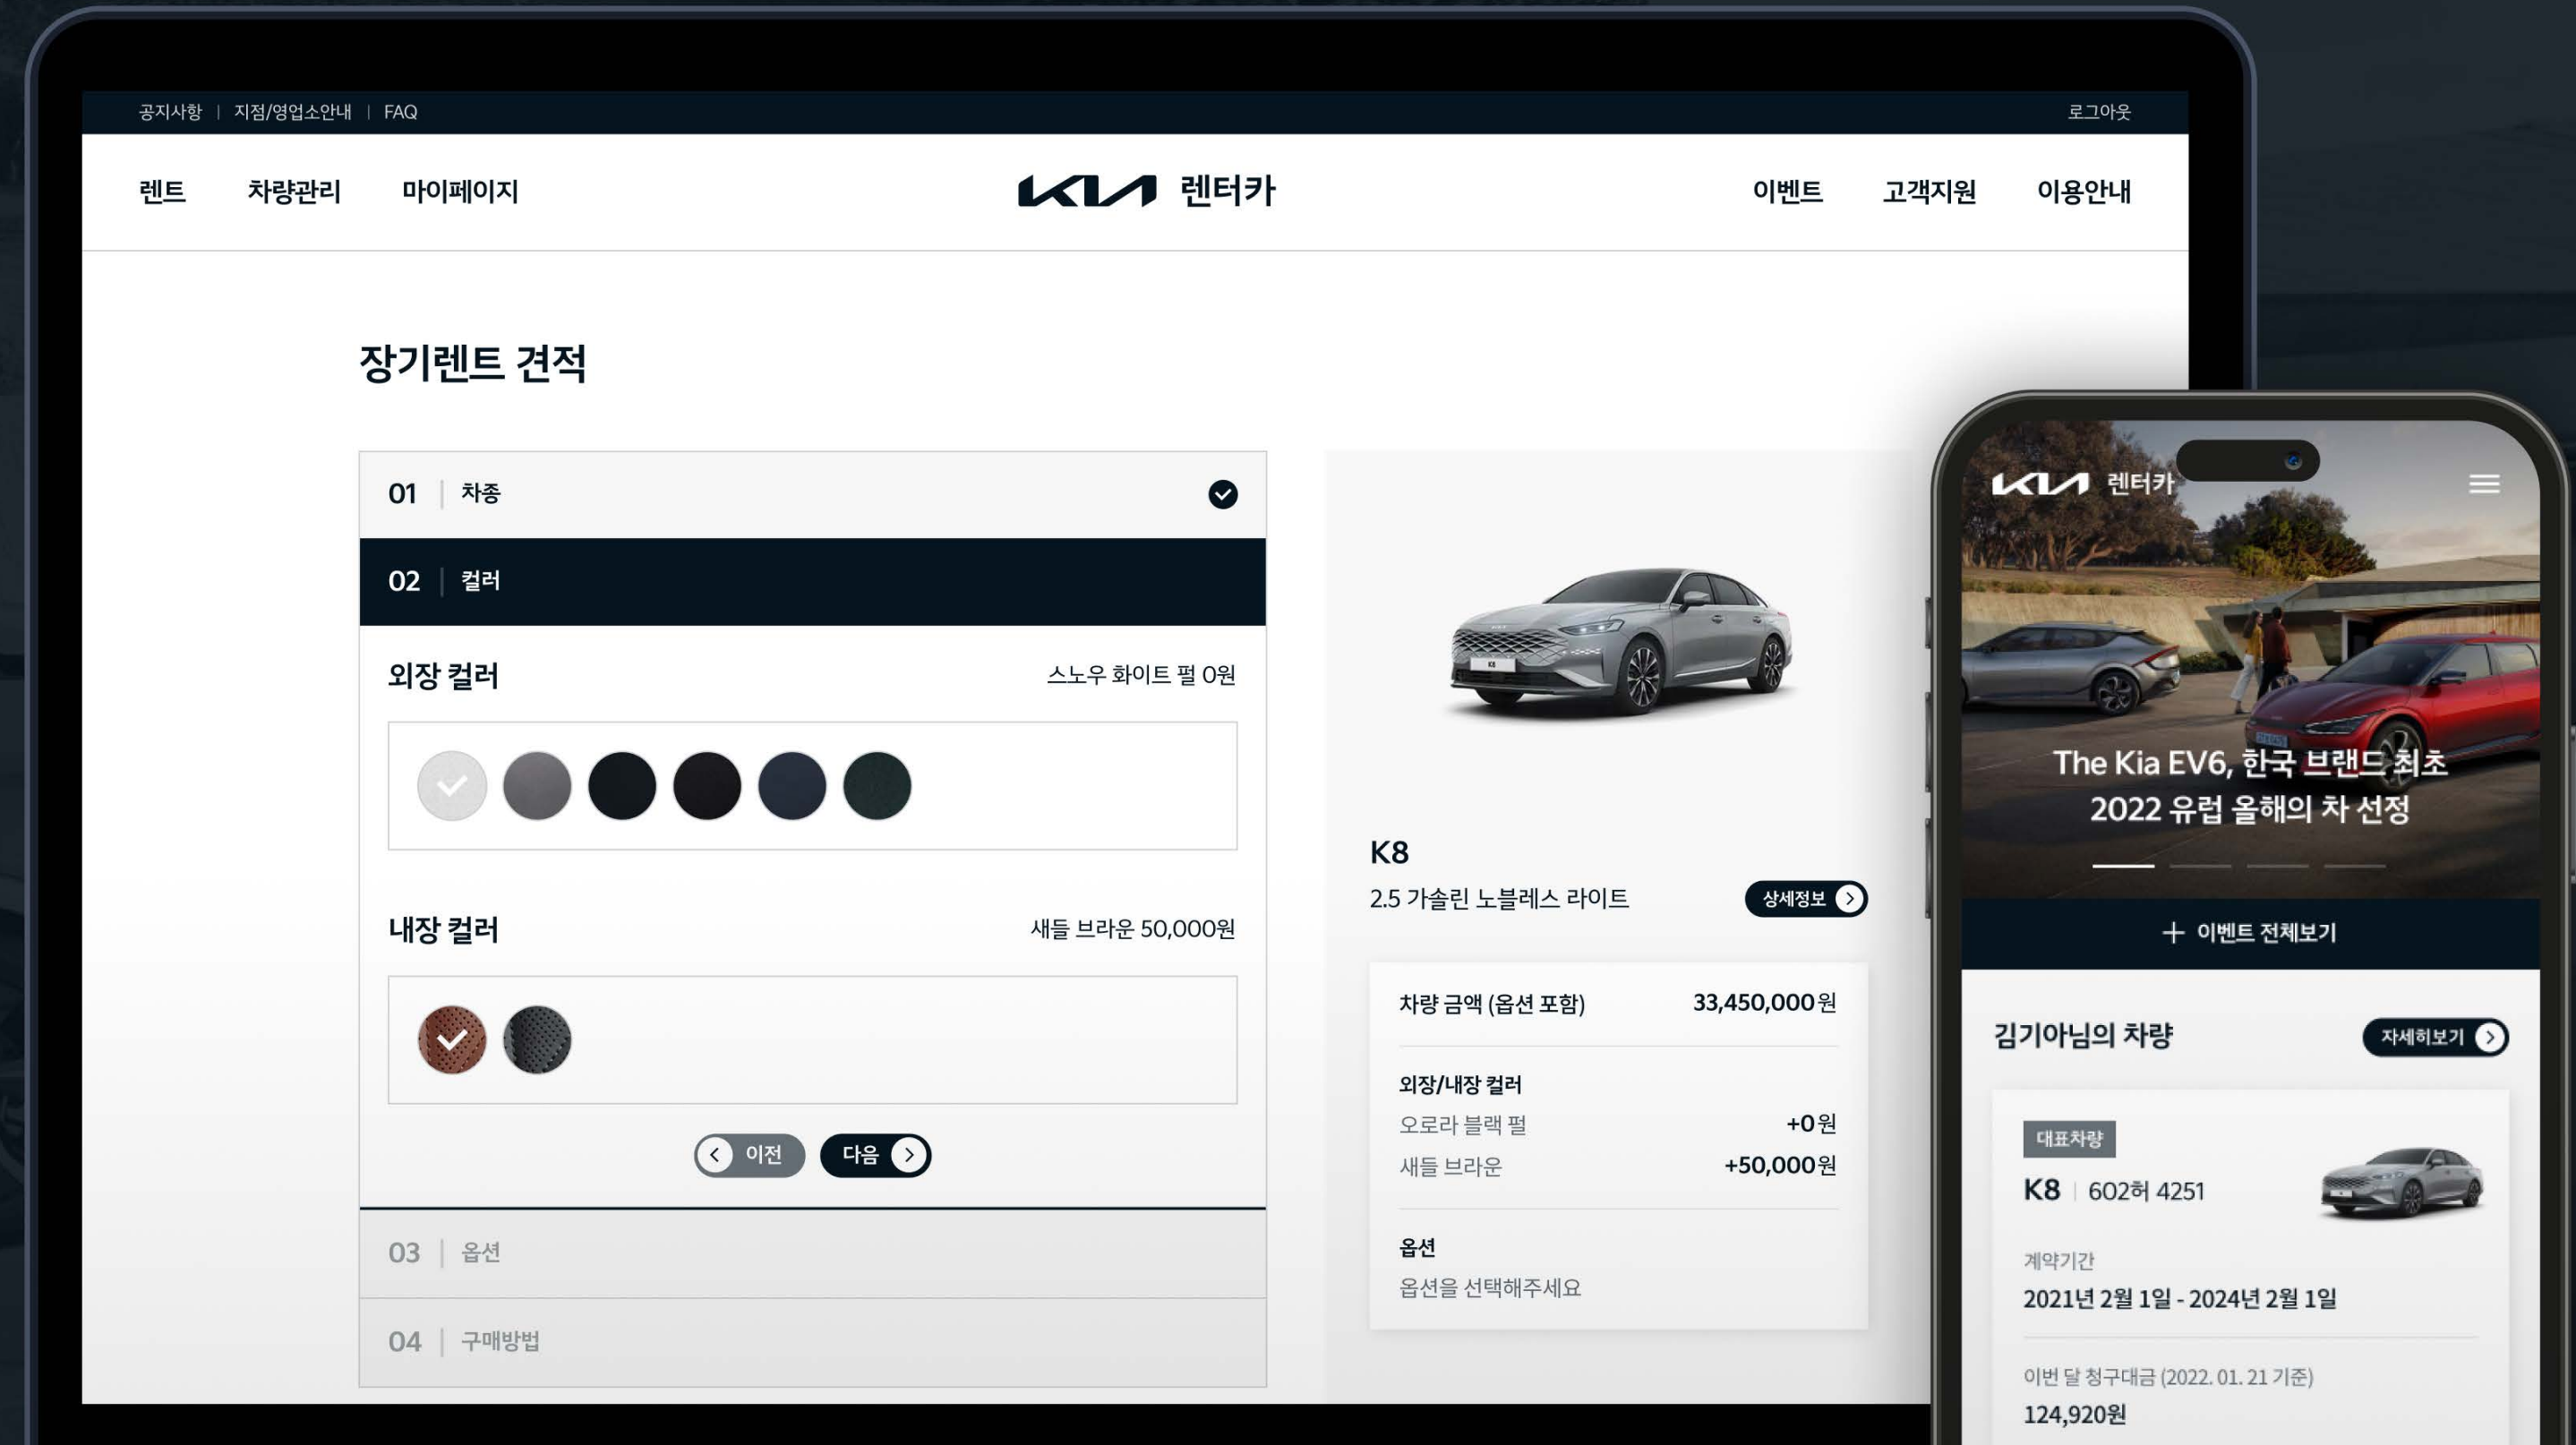 공지사항 | 지점/영업소안내 | FAQ
로그아웃
렌트 차량관리 마이페이지
KIA 렌터카
이벤트 고객지원 이용안내
장기렌트 견적
01 | 차종
02 | 컬러
외장 컬러 스노우 화이트 펄 0원
내장 컬러 새들 브라운 50,000원
이전 다음
03 | 옵션
04 | 구매방법
K8
K8
2.5 가솔린 노블레스 라이트 상세정보
차량 금액 (옵션 포함) 33,450,000원
외장/내장 컬러
오로라 블랙 펄 +0원
새들 브라운 +50,000원
옵션
옵션을 선택해주세요
KIA 렌터카
The Kia EV6, 한국 브랜드 최초
2022 유럽 올해의 차 선정
+ 이벤트 전체보기
김기아님의 차량 자세히보기
대표차량
K8 | 602허 4251
계약기간
2021년 2월 1일 - 2024년 2월 1일
이번 달 청구대금 (2022. 01. 21 기준)
124,920원